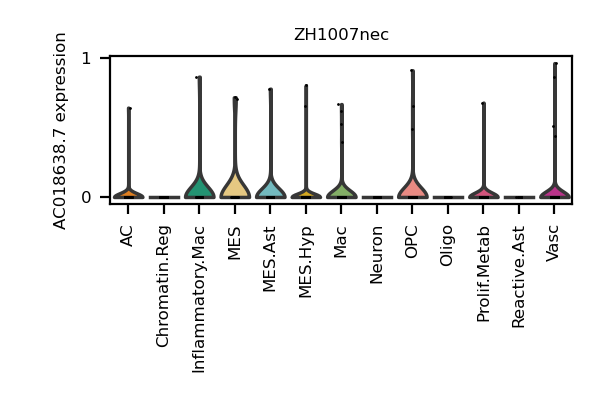 ZH1007nec
AC018638.7 expression
1
0
AC
Chromatin.Reg
Inflammatory.Mac
MES
MES.Ast
MES.Hyp
Mac
Neuron
OPC
Oligo
Prolif.Metab
Reactive.Ast
Vasc